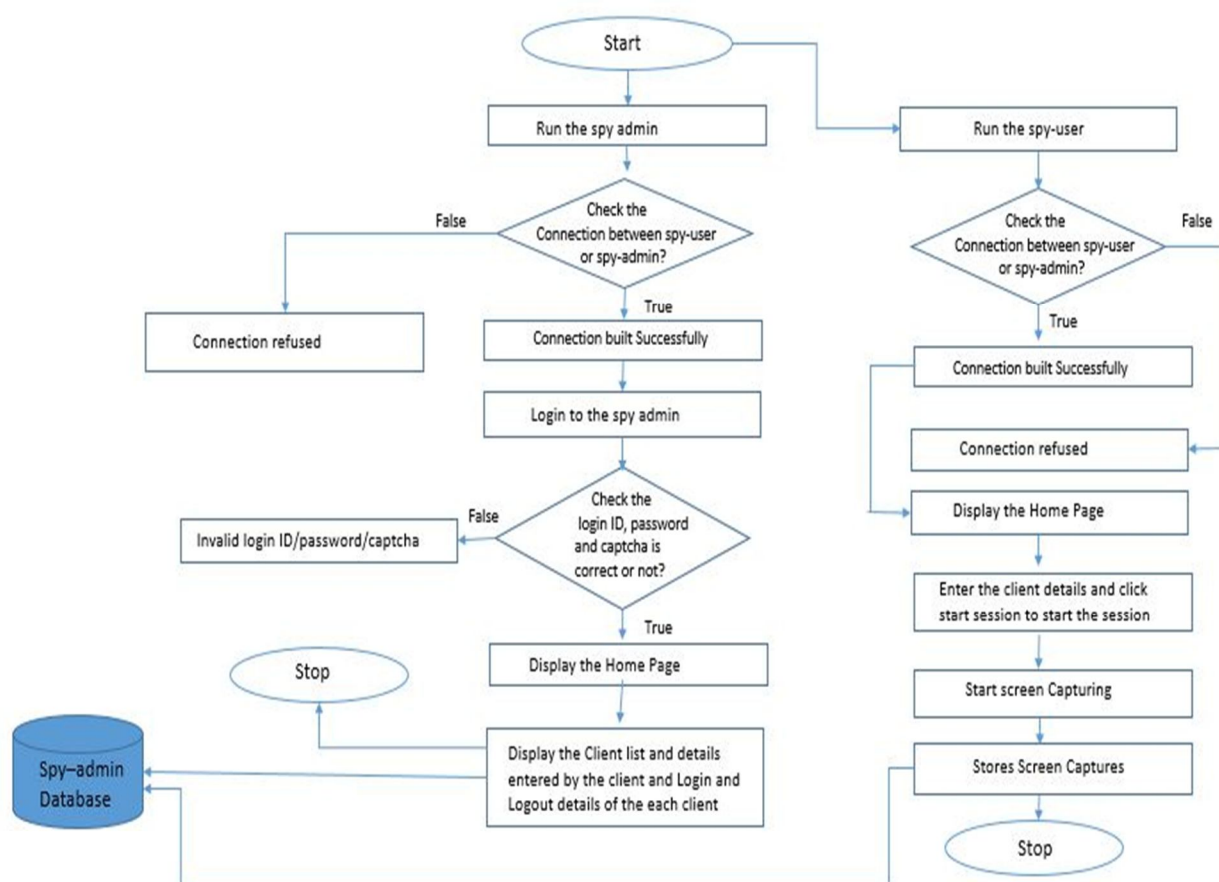 Start
Run the spy admin
Run the spy-user
Check the
Connection between spy-user
or spy-admin?
False
True
Connection refused
Connection built Successfully
Login to the spy admin
Check the
login ID, password
and captcha is
correct or not?
False
Invalid login ID/password/captcha
True
Display the Home Page
Stop
Display the Client list and details
entered by the client and Login and
Logout details of the each client
Spy–admin
Database
Check the
Connection between spy-user
or spy-admin?
False
True
Connection built Successfully
Connection refused
Display the Home Page
Enter the client details and click
start session to start the session
Start screen Capturing
Stores Screen Captures
Stop